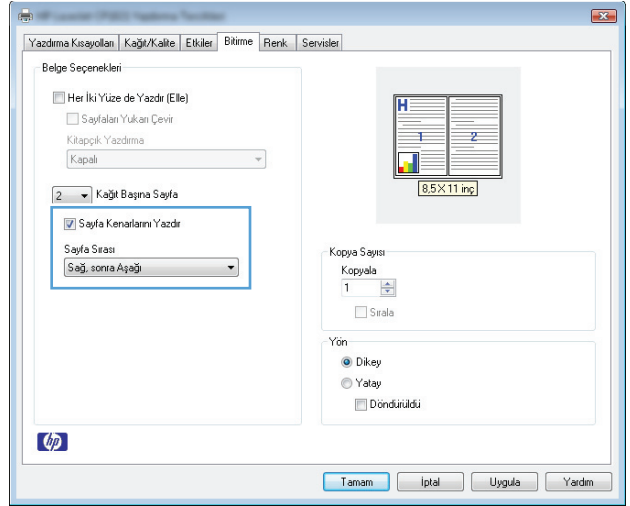 Yazdırma Kısayolları Kağıt/Kalite Etkiler Bitirme Renk Servisler
Belge Seçenekleri
Her İki Yüze de Yazdır (Elle)
Sayfaları Yukarı Çevir
Kitapçık Yazdırma
Kapalı
2 Kağıt Başına Sayfa
Sayfa Kenarlarını Yazdır
Sayfa Sırası
Sağ, sonra Aşağı
H
1 2
8,5 X 11 inç
Kopya Sayısı
Kopyala
1
Sırala
Yön
Dikey
Yatay
Döndürüldü
hp
Tamam İptal Uygula Yardım